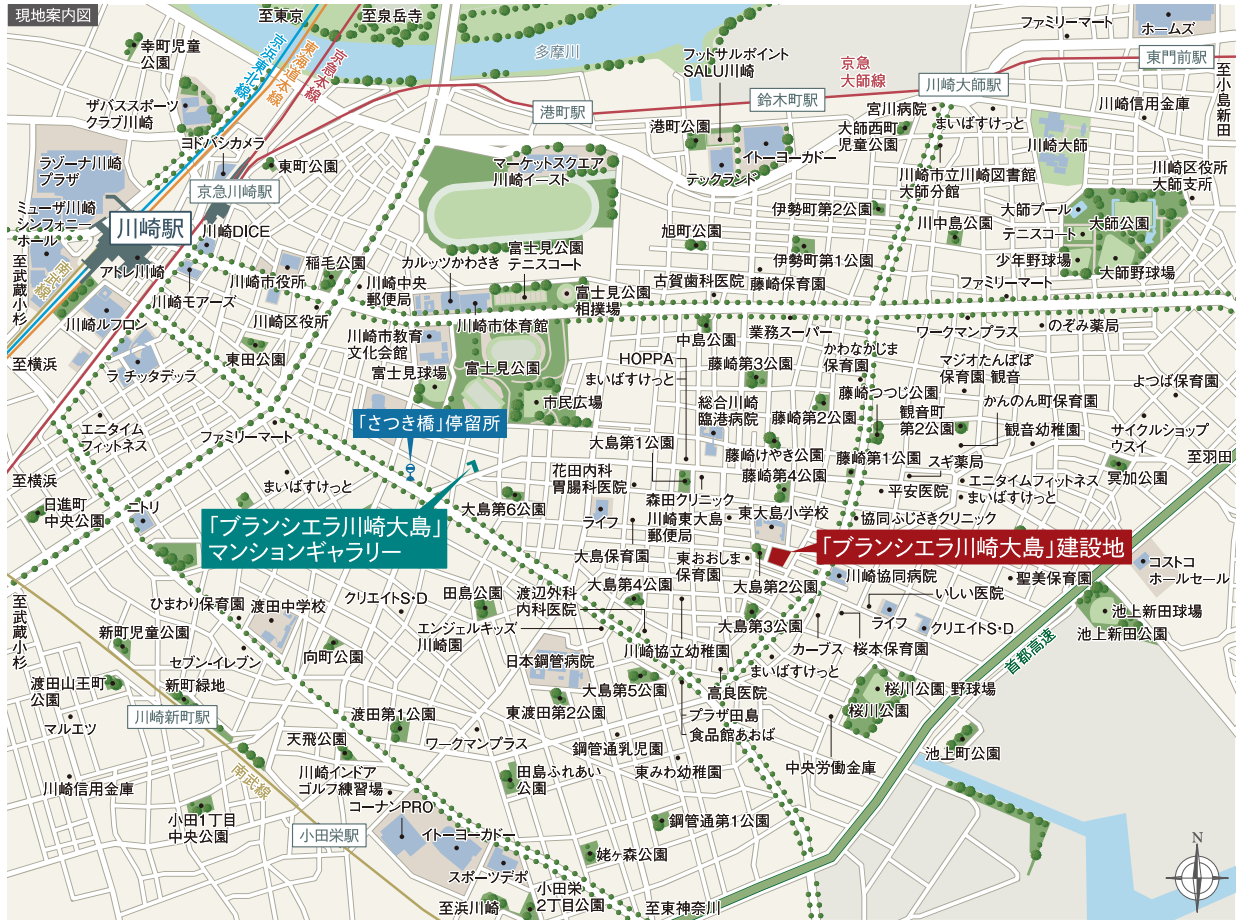 現地案内図
至東京
至泉岳寺
京浜東北線
東海道本線
京急本線
多摩川
幸町児童
公園
ザバススポーツ
クラブ川崎
ヨドバシカメラ
ラゾーナ川崎
プラザ
東町公園
京急川崎駅
ミューザ川崎
シンフォニー
ホール
川崎駅
川崎DICE
アトレ川崎
至武蔵小杉
南武線
川崎モアーズ
川崎ルフロン
至横浜
ラ チッタデッラ
川崎市役所
稲毛公園
川崎中央
郵便局
川崎区役所
東田公園
カルッツかわさき
マーケットスクエア
川崎イースト
富士見公園
テニスコート
富士見公園
相撲場
川崎市体育館
川崎市教育
文化会館
富士見球場
富士見公園
市民広場
フットサルポイント
SALU川崎
京急
大師線
港町駅
鈴木町駅
川崎大師駅
東門前駅
至小島新田
ファミリーマート
ホームズ
港町公園
テックランド
イトーヨーカドー
宮川病院
大師西町
児童公園
まいばすけっと
川崎信用金庫
川崎大師
川崎市立川崎図書館
大師分館
川崎区役所
大師支所
伊勢町第2公園
川中島公園
大師プール
テニスコート
大師公園
少年野球場
大師野球場
旭町公園
伊勢町第1公園
古賀歯科医院
藤崎保育園
ファミリーマート
中島公園
業務スーパー
ワークマンプラス
のぞみ薬局
HOPPA
まいばすけっと
藤崎第3公園
かわなかじま
保育園
マジオたんぽぽ
保育園 観音
よつば保育園
総合川崎
臨港病院
藤崎第2公園
藤崎つつじ公園
観音町
第2公園
かんのん町保育園
観音幼稚園
サイクルショップ
ウスイ
至羽田
エニタイム
フィットネス
ファミリーマート
「さつき橋」停留所
大島第1公園
藤崎けやき公園
藤崎第4公園
藤崎第1公園
スギ薬局
エニタイムフィットネス
まいばすけっと
冥加公園
至横浜
まいばすけっと
日進町
中央公園
ニトリ
「ブランシエラ川崎大島」
マンションギャラリー
大島第6公園
花田内科
胃腸科医院
ライフ
森田クリニック
川崎東大島
郵便局
東大島小学校
平安医院
協同ふじさきクリニック
「ブランシエラ川崎大島」建設地
大島保育園
東おおしま
保育園
大島第2公園
川崎協同病院
聖美保育園
コストコ
ホールセール
至武蔵小杉
ひまわり保育園
渡田中学校
クリエイトS・D
田島公園
渡辺外科
内科医院
大島第4公園
大島第3公園
いしい医院
ライフ
クリエイトS・D
池上新田球場
池上新田公園
新町児童公園
セブン-イレブン
向町公園
エンジェルキッズ
川崎園
川崎協立幼稚園
カーブス
桜本保育園
首都高速
渡田山王町
公園
新町緑地
日本鋼管病院
まいばすけっと
大島第5公園
高良医院
桜川公園 野球場
桜川公園
マルエツ
川崎新町駅
渡田第1公園
東渡田第2公園
プラザ田島
食品館あおば
天飛公園
ワークマンプラス
鋼管通乳児園
池上町公園
川崎信用金庫
南武線
川崎インドア
ゴルフ練習場
田島ふれあい
公園
東みわ幼稚園
中央労働金庫
コーナンPRO
小田1丁目
中央公園
小田栄駅
イトーヨーカドー
鋼管通第1公園
姥ヶ森公園
スポーツデポ
小田栄
2丁目公園
至浜川崎
至東神奈川
N